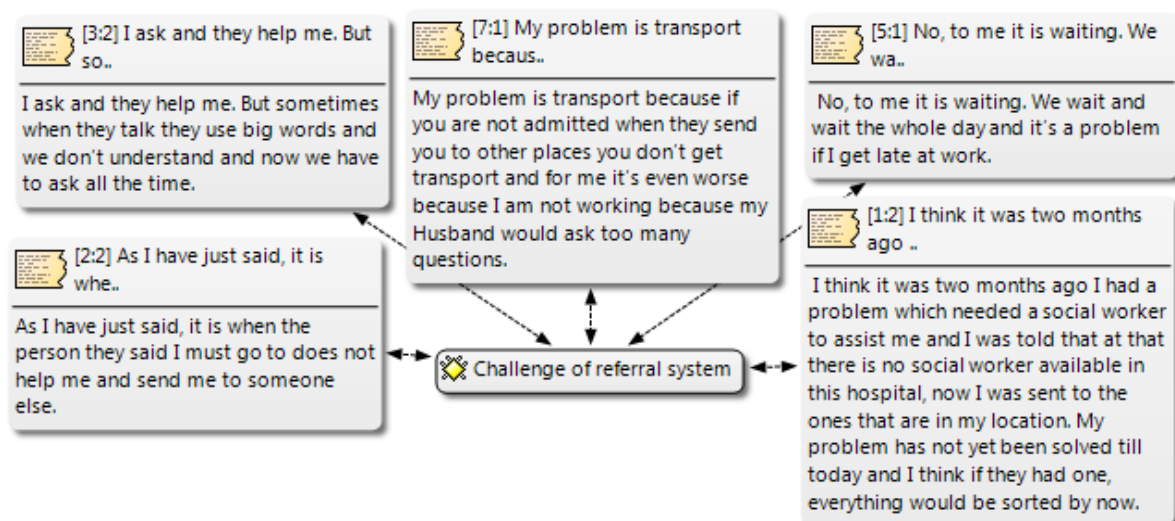 [3:2] I ask and they help me. But
so..
I ask and they help me. But sometimes
when they talk they use big words and
we don't understand and now we have
to ask all the time.
[7:1] My problem is transport
becaus..
My problem is transport because if
you are not admitted when they send
you to other places you don't get
transport and for me it's even worse
because I am not working because my
Husband would ask too many
questions.
[5:1] No, to me it is waiting. We
wa..
No, to me it is waiting. We wait and
wait the whole day and it's a problem
if I get late at work.
[2:2] As I have just said, it is
whe..
As I have just said, it is when the
person they said I must go to does not
help me and send me to someone
else.
Challenge of referral system
[1:2] I think it was two months
ago ..
I think it was two months ago I had a
problem which needed a social worker
to assist me and I was told that at that
there is no social worker available in
this hospital, now I was sent to the
ones that are in my location. My
problem has not yet been solved till
today and I think if they had one,
everything would be sorted by now.